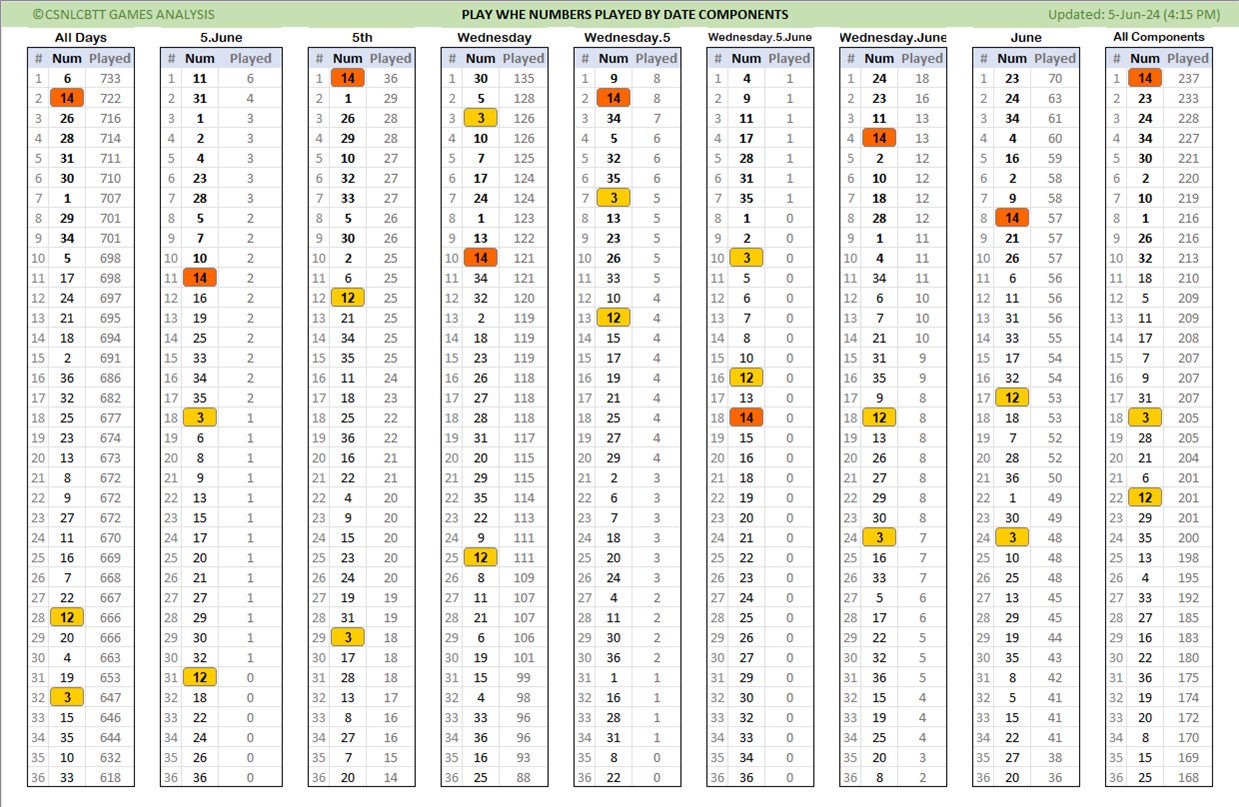 ©CSNLCBTT GAMES ANALYSIS PLAY WHE NUMBERS PLAYED BY DATE COMPONENTS Updated: 5-Jun-24 (4:15 PM)
All Days 5.June 5th Wednesday Wednesday.5 Wednesday.5.June Wednesday.June June All Components
# Num Played # Num Played # Num Played # Num Played # Num Played # Num Played # Num Played # Num Played # Num Played
1 6 733 1 11 6 1 14 36 1 30 135 1 9 8 1 4 1 1 24 18 1 23 70 1 14 237
2 14 722 2 31 4 2 1 29 2 5 128 2 14 8 2 9 1 2 23 16 2 24 63 2 23 233
3 26 716 3 1 3 3 26 28 3 3 126 3 34 7 3 11 1 3 11 13 3 34 61 3 24 228
4 28 714 4 2 3 4 29 28 4 10 126 4 5 6 4 17 1 4 14 13 4 4 60 4 34 227
5 31 711 5 4 3 5 10 27 5 7 125 5 32 6 5 28 1 5 2 12 5 16 59 5 30 221
6 30 710 6 23 3 6 32 27 6 17 124 6 35 6 6 31 1 6 10 12 6 2 58 6 2 220
7 1 707 7 28 3 7 33 27 7 24 124 7 3 5 7 35 1 7 18 12 7 9 58 7 10 219
8 29 701 8 5 2 8 5 26 8 1 123 8 13 5 8 1 0 8 28 12 8 14 57 8 1 216
9 34 701 9 7 2 9 30 26 9 13 122 9 23 5 9 2 0 9 1 11 9 21 57 9 26 216
10 5 698 10 10 2 10 2 25 10 14 121 10 26 5 10 3 0 10 4 11 10 26 57 10 32 213
11 17 698 11 14 2 11 6 25 11 34 121 11 33 5 11 5 0 11 34 11 11 6 56 11 18 210
12 24 697 12 16 2 12 12 25 12 32 120 12 10 4 12 6 0 12 6 10 12 11 56 12 5 209
13 21 695 13 19 2 13 21 25 13 2 119 13 12 4 13 7 0 13 7 10 13 31 56 13 11 209
14 18 694 14 25 2 14 34 25 14 18 119 14 15 4 14 8 0 14 21 10 14 33 55 14 17 208
15 2 691 15 33 2 15 35 25 15 23 119 15 17 4 15 10 0 15 31 9 15 17 54 15 7 207
16 36 686 16 34 2 16 11 24 16 26 118 16 19 4 16 12 0 16 35 9 16 32 54 16 9 207
17 32 682 17 35 2 17 18 23 17 27 118 17 21 4 17 13 0 17 9 8 17 12 53 17 31 207
18 25 677 18 3 1 18 25 22 18 28 118 18 25 4 18 14 0 18 12 8 18 18 53 18 3 205
19 23 674 19 6 1 19 36 22 19 31 117 19 27 4 19 15 0 19 13 8 19 7 52 19 28 205
20 13 673 20 8 1 20 16 21 20 20 115 20 29 4 20 16 0 20 26 8 20 28 52 20 21 204
21 8 672 21 9 1 21 22 21 21 29 115 21 2 3 21 18 0 21 27 8 21 36 50 21 6 201
22 9 672 22 13 1 22 4 20 22 35 114 22 6 3 22 19 0 22 29 8 22 1 49 22 12 201
23 27 672 23 15 1 23 9 20 23 22 113 23 7 3 23 20 0 23 30 8 23 30 49 23 29 201
24 11 670 24 17 1 24 15 20 24 9 111 24 18 3 24 21 0 24 3 7 24 3 48 24 35 200
25 16 669 25 20 1 25 23 20 25 12 111 25 20 3 25 22 0 25 16 7 25 10 48 25 13 198
26 7 668 26 21 1 26 24 20 26 8 109 26 24 3 26 23 0 26 33 7 26 25 48 26 4 195
27 22 667 27 27 1 27 19 19 27 11 107 27 4 2 27 24 0 27 5 6 27 13 45 27 33 192
28 12 666 28 29 1 28 31 19 28 21 107 28 11 2 28 25 0 28 17 6 28 29 45 28 27 185
29 20 666 29 30 1 29 3 18 29 6 106 29 30 2 29 26 0 29 22 5 29 19 44 29 16 183
30 4 663 30 32 1 30 17 18 30 19 101 30 36 2 30 27 0 30 32 5 30 35 43 30 22 180
31 19 653 31 12 0 31 28 18 31 15 99 31 1 1 31 29 0 31 36 5 31 8 42 31 36 175
32 3 647 32 18 0 32 13 17 32 4 98 32 16 1 32 30 0 32 15 4 32 5 41 32 19 174
33 15 646 33 22 0 33 8 16 33 33 96 33 28 1 33 32 0 33 19 4 33 15 41 33 20 172
34 35 644 34 24 0 34 27 16 34 36 96 34 31 1 34 33 0 34 25 4 34 22 41 34 8 170
35 10 632 35 26 0 35 7 15 35 16 93 35 8 0 35 34 0 35 20 3 35 27 38 35 15 169
36 33 618 36 36 0 36 20 14 36 25 88 36 22 0 36 36 0 36 8 2 36 20 36 36 25 168